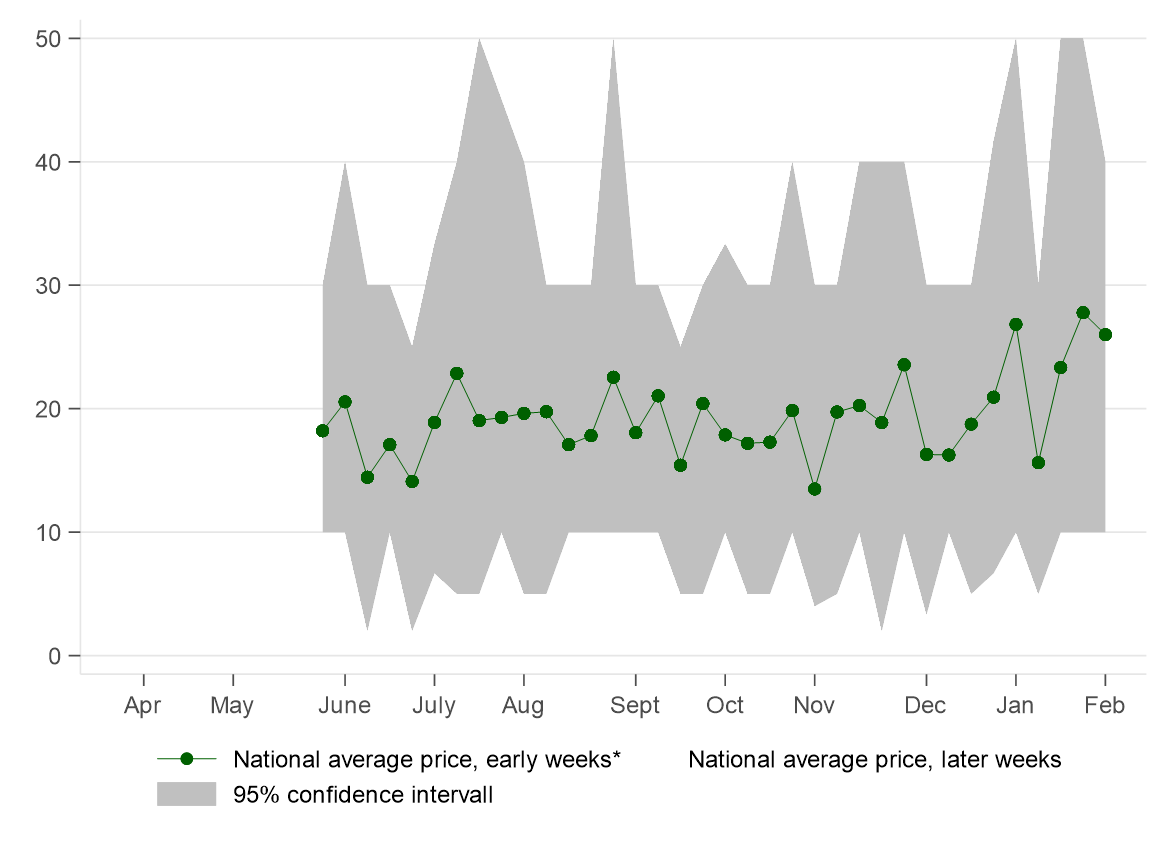 50
40
30
20
10
0
Apr May June July Aug Sept Oct Nov Dec Jan Feb
National average price, early weeks* National average price, later weeks
95% confidence intervall